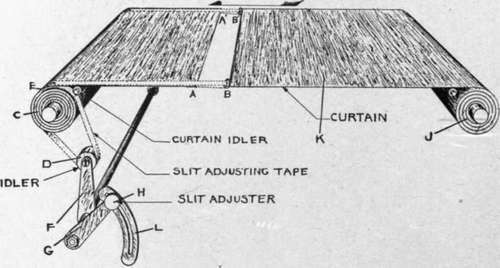 A B
E
A B
C
CURTAIN
CURTAIN IDLER
K
J
D
SLIT ADJUSTING TAPE
IDLER
H
SLIT ADJUSTER
F
L
G